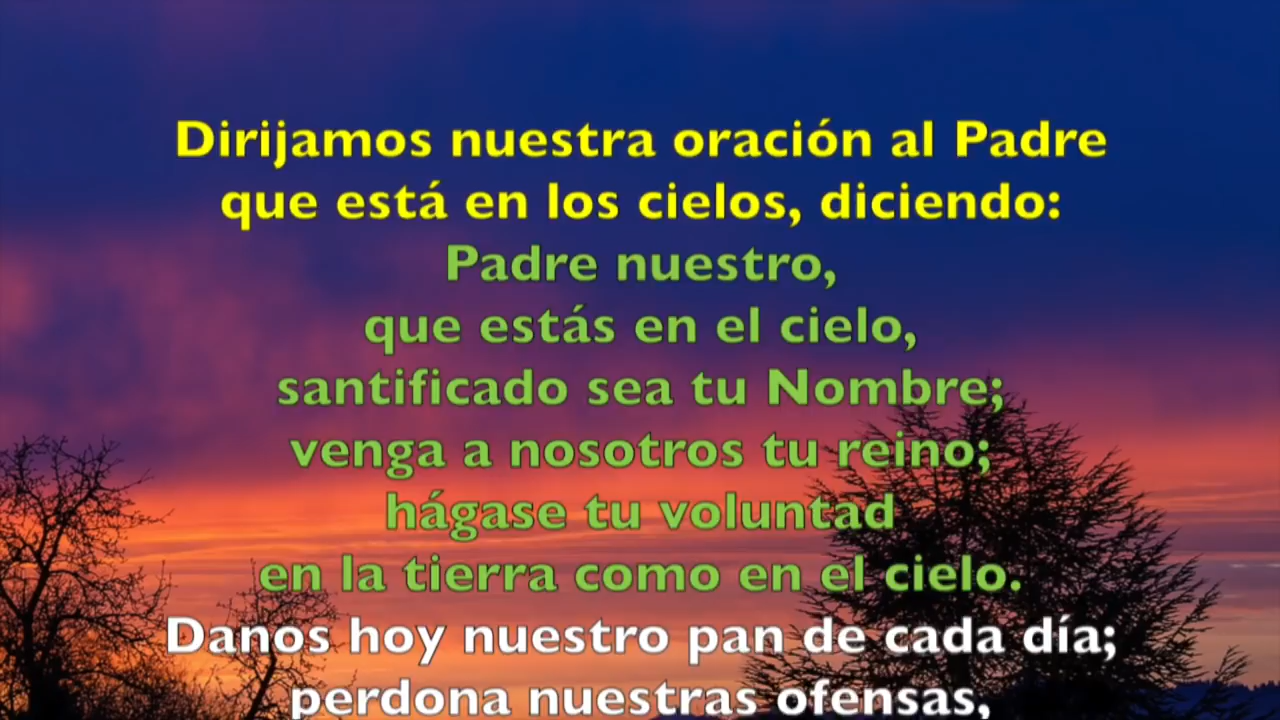 Dirijamos nuestra oración al Padre
que está en los cielos, diciendo:
Padre nuestro,
que estás en el cielo,
santificado sea tu Nombre;
venga a nosotros tu reino;
hágase tu voluntad
en la tierra como en el cielo.
Danos hoy nuestro pan de cada día;
perdona nuestras ofensas,